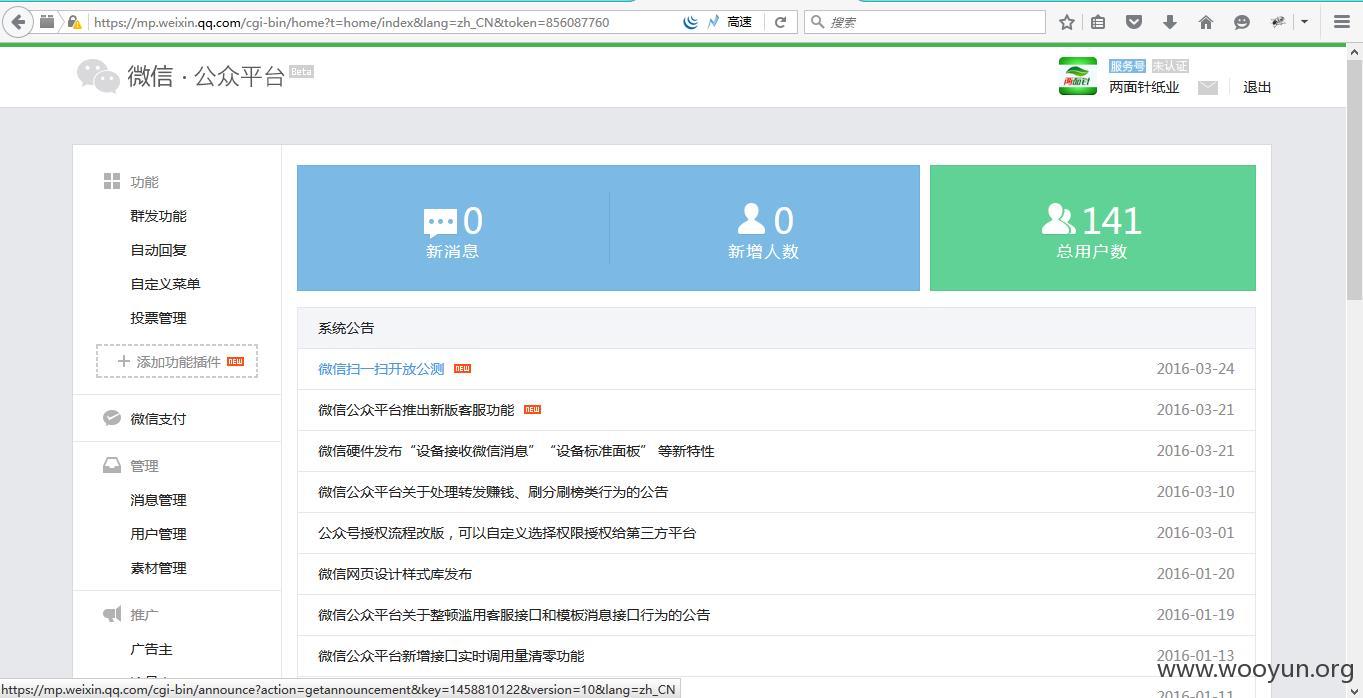 https://mp.weixin.qq.com/cgi-bin/home?t=home/index&lang=zh_CN&token=856087760
高速
搜索
微信 · 公众平台 Beta
服务号 未认证
两面针纸业
退出
两面针
功能
群发功能
自动回复
自定义菜单
投票管理
添加功能插件 NEW
微信支付
管理
消息管理
用户管理
素材管理
推广
广告主
0
新消息
0
新增人数
141
总用户数
系统公告
微信扫一扫开放公测 NEW 2016-03-24
微信公众平台推出新版客服功能 NEW 2016-03-21
微信硬件发布“设备接收微信消息” “设备标准面板” 等新特性 2016-03-21
微信公众平台关于处理转发赚钱、刷分刷榜类行为的公告 2016-03-10
公众号授权流程改版，可以自定义选择权限授权给第三方平台 2016-03-01
微信网页设计样式库发布 2016-01-20
微信公众平台关于整顿滥用客服接口和模板消息接口行为的公告 2016-01-19
微信公众平台新增接口实时调用量清零功能 2016-01-13
www.wooyun.org
https://mp.weixin.qq.com/cgi-bin/announce?action=getannouncement&key=1458810122&version=10&lang=zh_CN